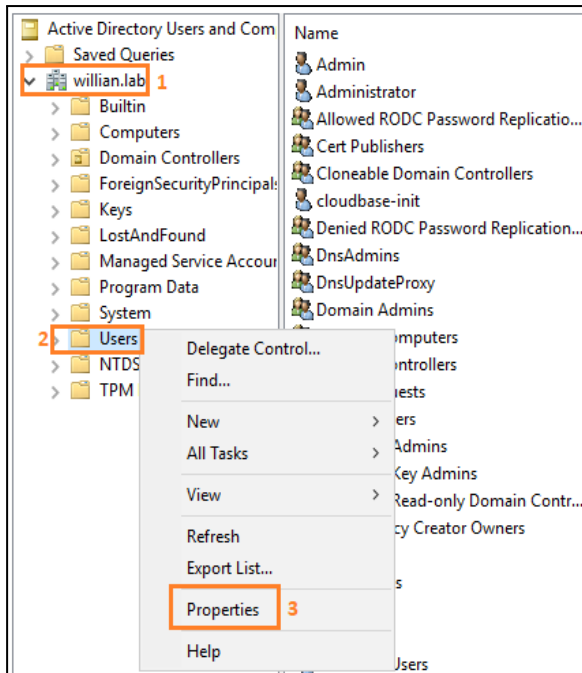 Active Directory Users and Com
Saved Queries
willian.lab 1
Builtin
Computers
Domain Controllers
ForeignSecurityPrincipal
Keys
LostAndFound
Managed Service Accour
Program Data
System
2 Users
NTDS
TPM
Name
Admin
Administrator
Allowed RODC Password Replicatio...
Cert Publishers
Cloneable Domain Controllers
cloudbase-init
Denied RODC Password Replication...
DnsAdmins
DnsUpdateProxy
Domain Admins
omputers
ontrollers
uests
ers
Admins
Key Admins
Read-only Domain Contr...
cy Creator Owners
s
Users
Delegate Control...
Find...
New
All Tasks
View
Refresh
Export List...
Properties 3
Help